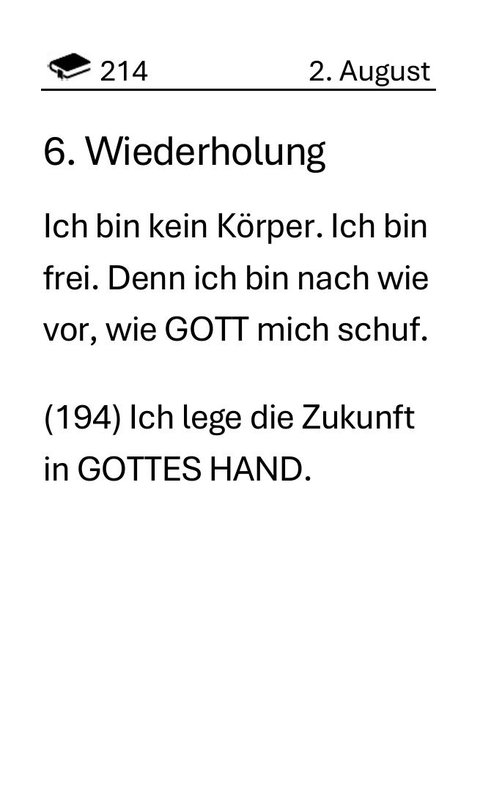 214 2. August
6. Wiederholung
Ich bin kein Körper. Ich bin
frei. Denn ich bin nach wie
vor, wie GOTT mich schuf.
(194) Ich lege die Zukunft
in GOTTES HAND.